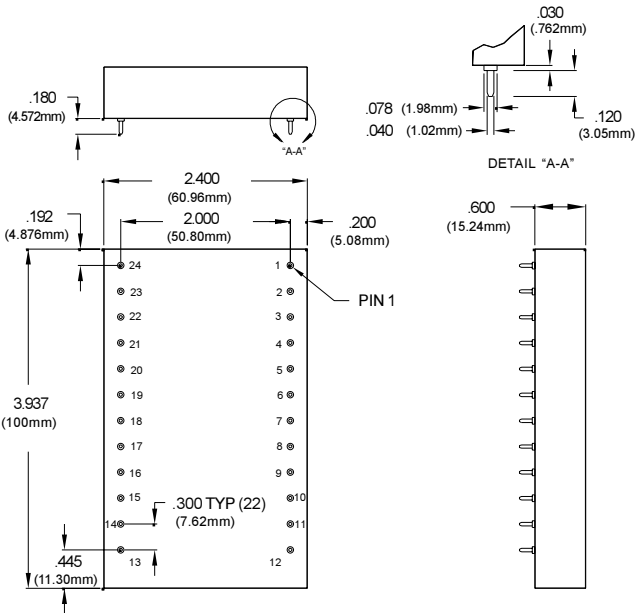 .030
(.762mm)
.180
(4.572mm)
.078 (1.98mm)
.120
(3.05mm)
.040 (1.02mm)
"A-A"
DETAIL "A-A"
2.400
(60.96mm)
.600
(15.24mm)
.192
(4.876mm)
2.000
(50.80mm)
.200
(5.08mm)
24 1
PIN 1
23 2
22 3
21 4
20 5
19 6
3.937
(100mm)
18 7
17 8
16 9
15 10
.300 TYP (22)
(7.62mm)
14 11
.445
(11.30mm)
13 12